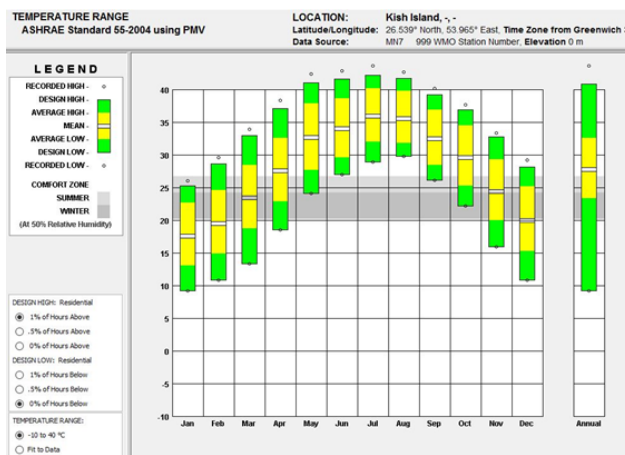 TEMPERATURE RANGE
ASHRAE Standard 55-2004 using PMV
LOCATION: Kish Island, -, -
Latitude/Longitude: 26.539° North, 53.965° East, Time Zone from Greenwich
Data Source: MN7 999 WMO Station Number, Elevation 0 m
LEGEND
RECORDED HIGH -
DESIGN HIGH -
AVERAGE HIGH -
MEAN -
AVERAGE LOW -
DESIGN LOW -
RECORDED LOW -
COMFORT ZONE
SUMMER
WINTER
(At 50% Relative Humidity)
DESIGN HIGH: Residential
1% of Hours Above
.5% of Hours Above
0% of Hours Above
DESIGN LOW: Residential
1% of Hours Below
.5% of Hours Below
0% of Hours Below
TEMPERATURE RANGE:
-10 to 40 °C
Fit to Data
40
35
30
25
20
15
10
5
0
-5
-10
Jan Feb Mar Apr May Jun Jul Aug Sep Oct Nov Dec Annual